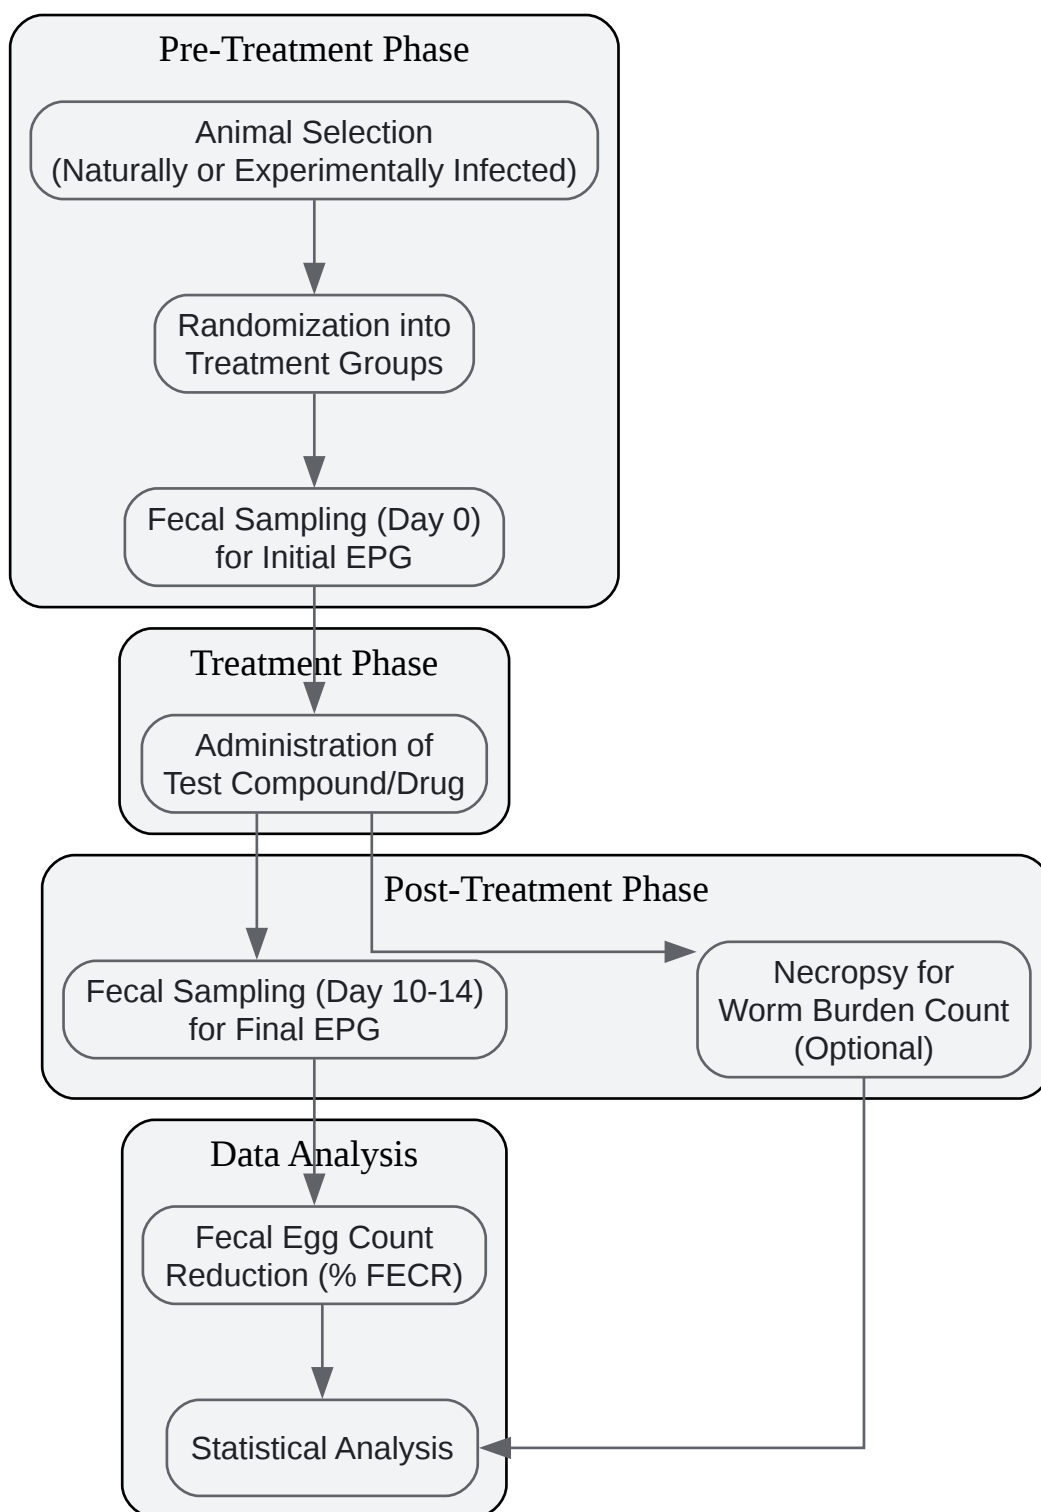 Pre-Treatment Phase
Animal Selection
(Naturally or Experimentally Infected)
Randomization into
Treatment Groups
Fecal Sampling (Day 0)
for Initial EPG
Treatment Phase
Administration of
Test Compound/Drug
Post-Treatment Phase
Fecal Sampling (Day 10-14)
for Final EPG
Necropsy for
Worm Burden Count
(Optional)
Data Analysis
Fecal Egg Count
Reduction (% FECR)
Statistical Analysis